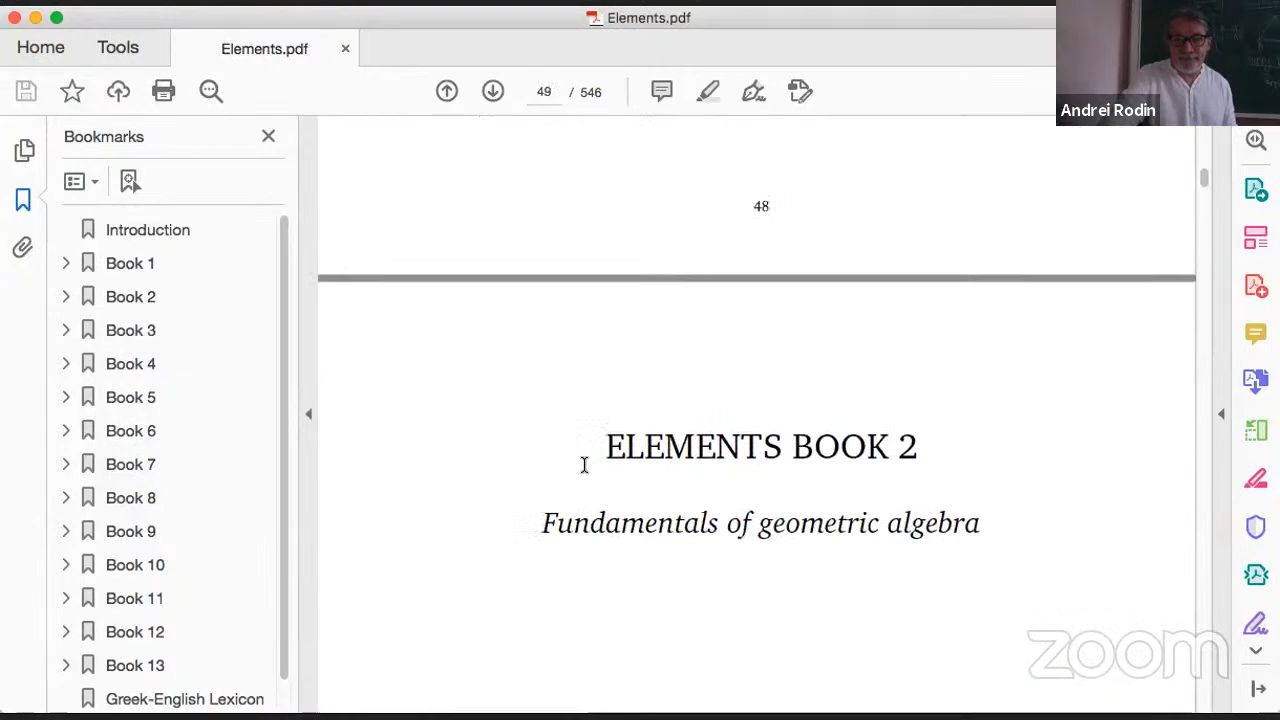 Elements.pdf
Home
Tools
Elements.pdf
49 / 546
Andrei Rodin
Bookmarks
Introduction
Book 1
Book 2
Book 3
Book 4
Book 5
Book 6
Book 7
Book 8
Book 9
Book 10
Book 11
Book 12
Book 13
Greek-English Lexicon
48
ELEMENTS BOOK 2
Fundamentals of geometric algebra
zoom